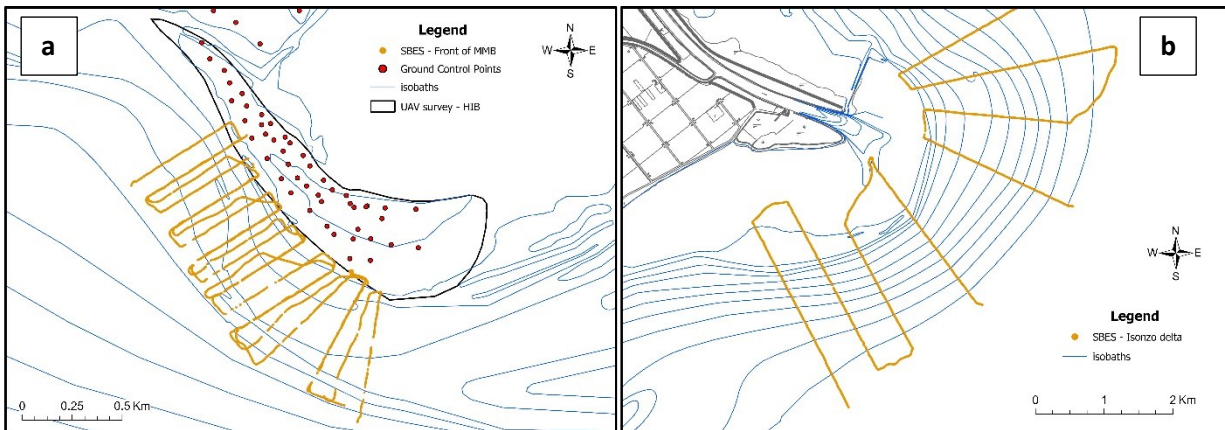 a
Legend
SBES - Front of MMB
Ground Control Points
isobaths
UAV survey - HIB
N
W E
S
0 0.25 0.5 Km
b
N
W E
S
Legend
SBES - Isonzo delta
isobaths
0 1 2 Km